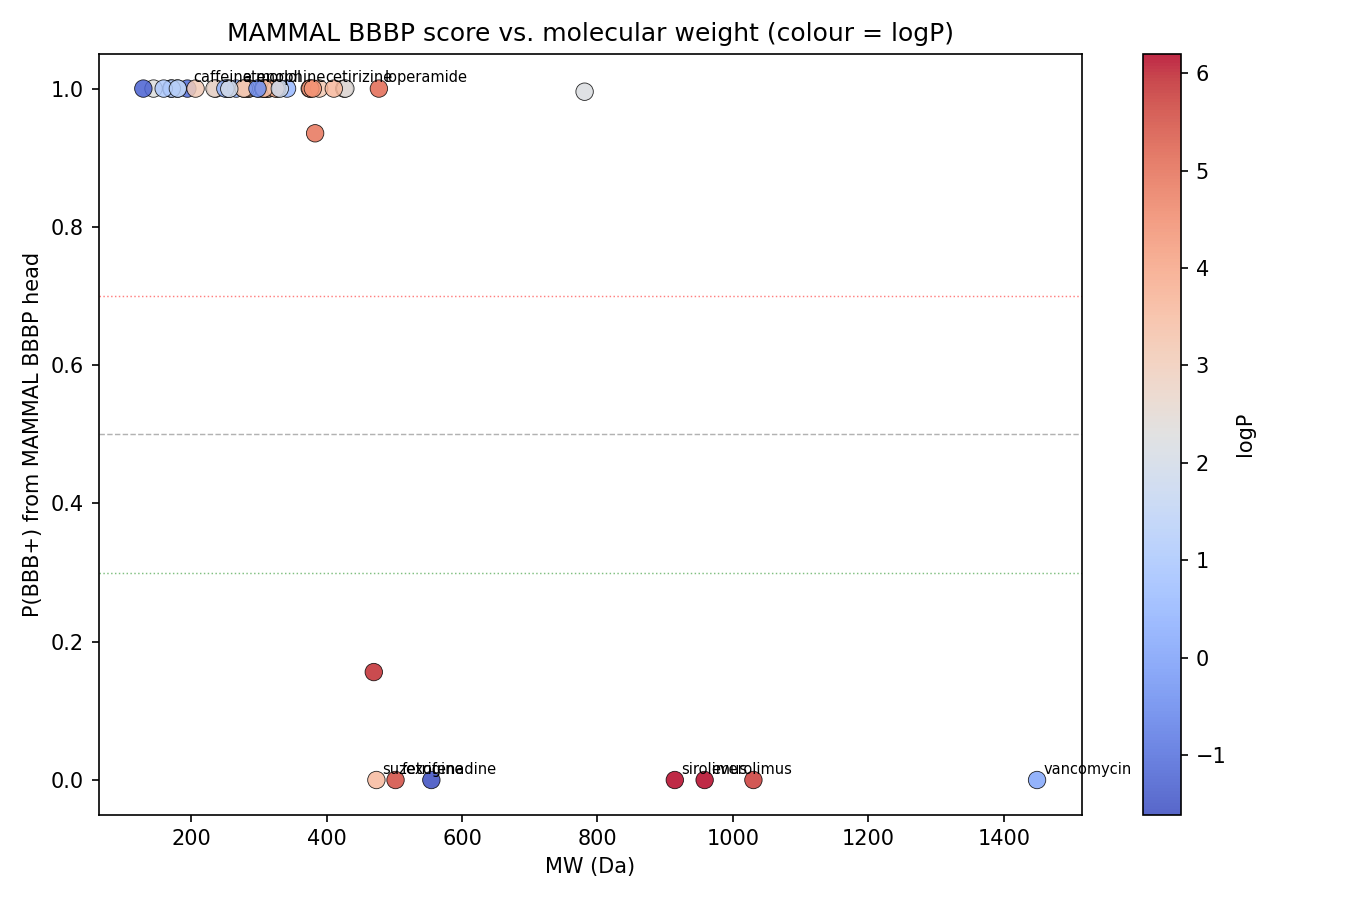 MAMMAL BBBP score vs. molecular weight (colour = logP)
P(BBB+) from MAMMAL BBBP head
1.0
0.8
0.6
0.4
0.2
0.0
caffeine
cetirizine
loperamide
fexofenadine
sirolimus
everolimus
vancomycin
200
400
600
800
1000
1200
1400
MW (Da)
6
5
4
3
2
1
0
−1
logP